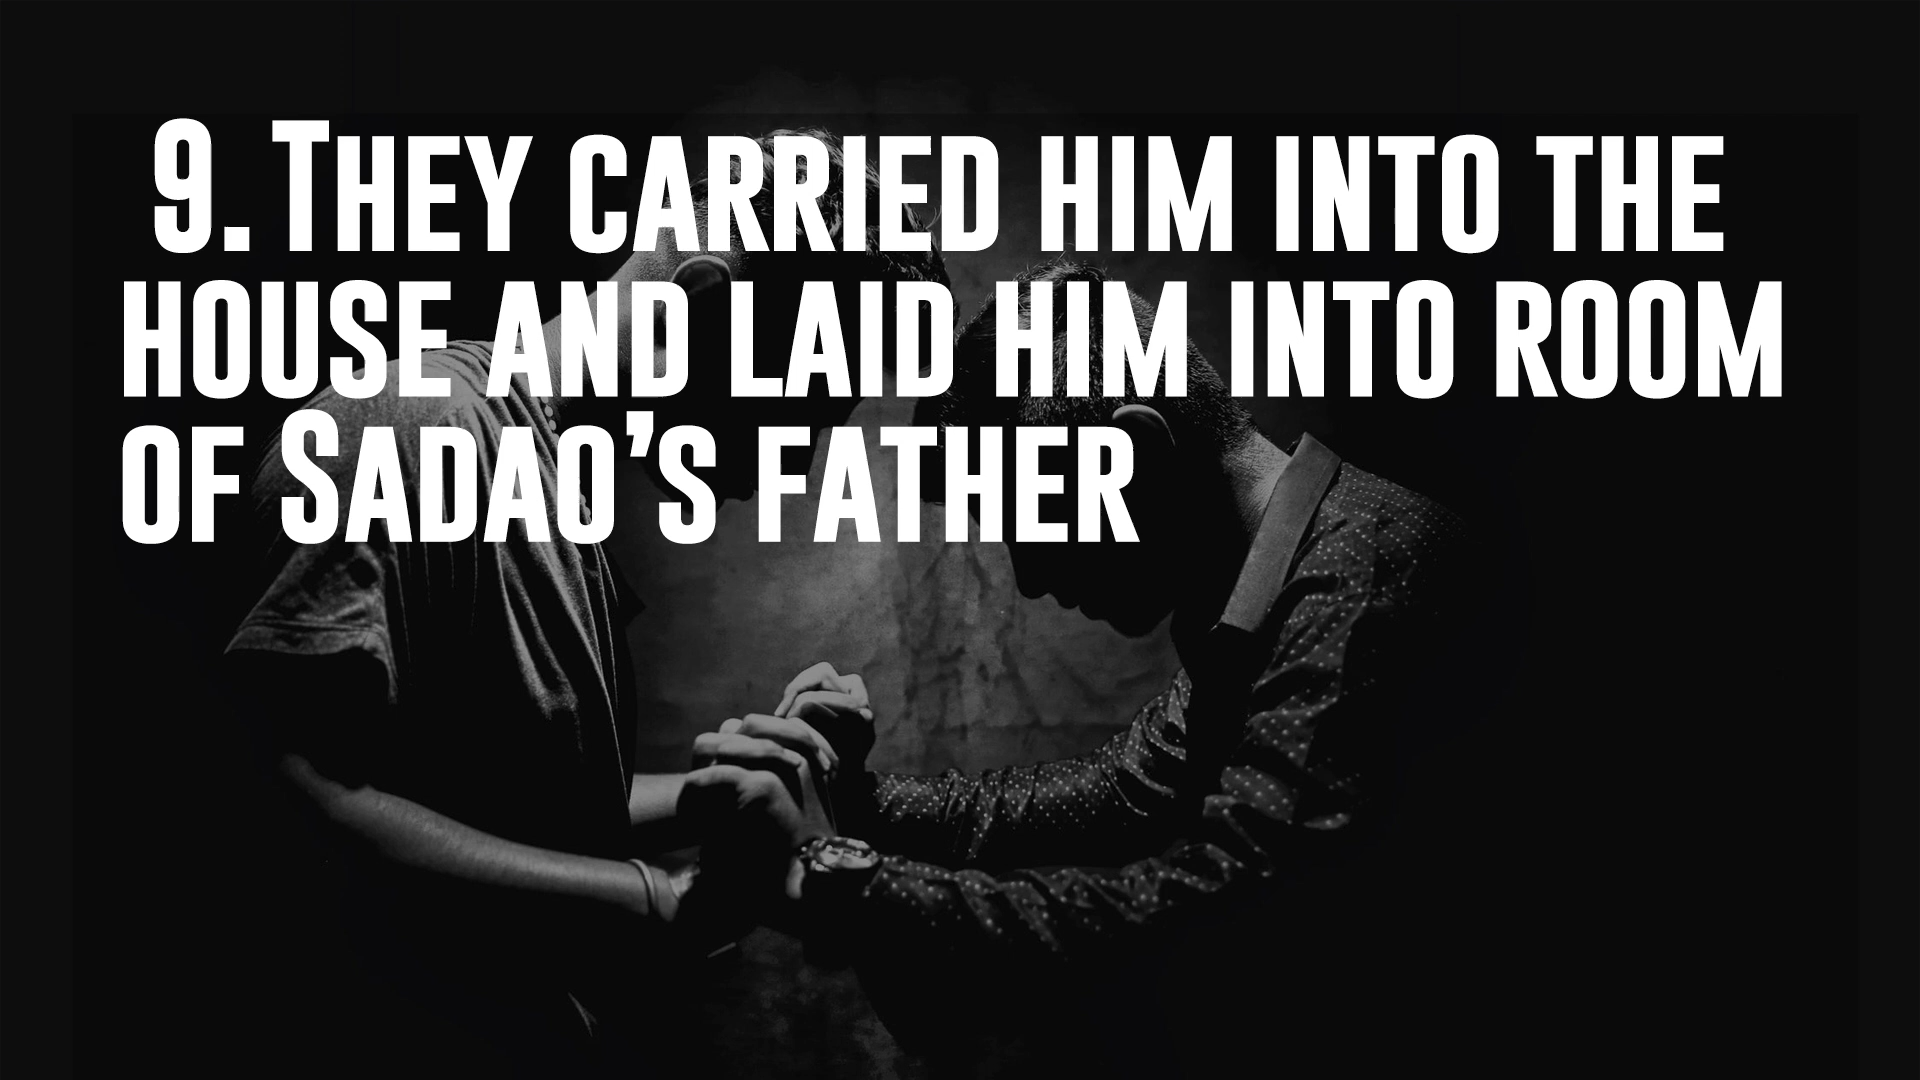 9. They carried him into the
house and laid him into room
of Sadao’s father